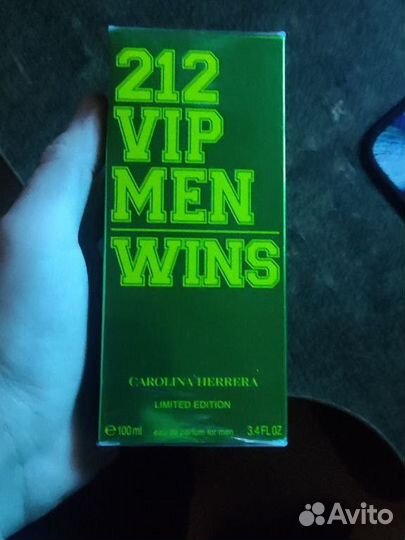 212
VIP
MEN
WINS
CAROLINA HERRERA
LIMITED EDITION
℮ 100 ml eau de parfum for men 3.4 FL OZ
Avito